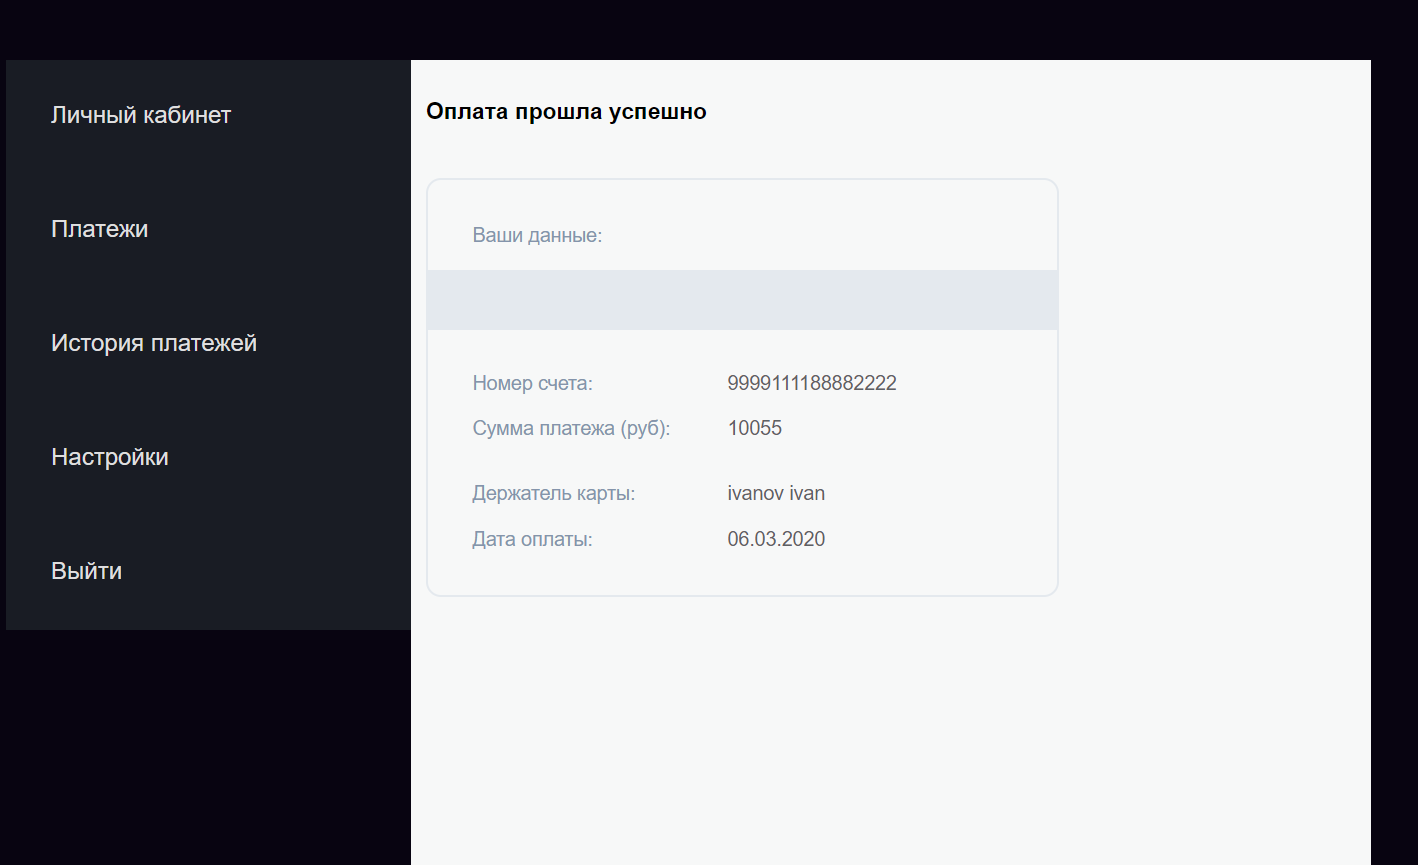 Личный кабинет
Платежи
История платежей
Настройки
Выйти
Оплата прошла успешно
Ваши данные:
Номер счета: 9999111188882222
Сумма платежа (руб): 10055
Держатель карты: ivanov ivan
Дата оплаты: 06.03.2020